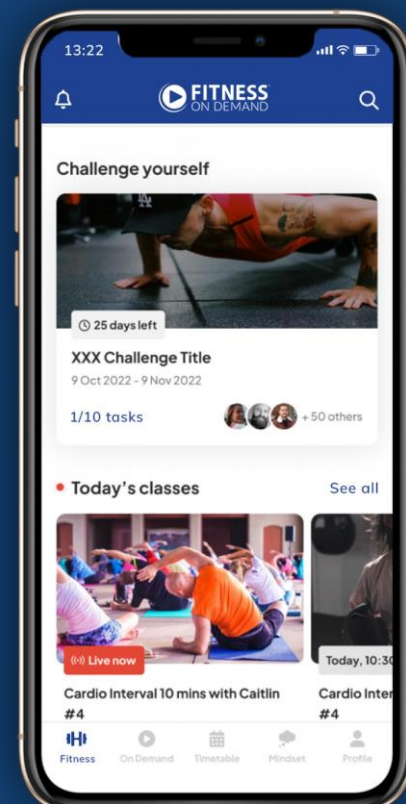 13:22
FITNESS
ON DEMAND
Challenge yourself
25 days left
XXX Challenge Title
9 Oct 2022 - 9 Nov 2022
1/10 tasks
+ 50 others
Today's classes
See all
Live now
Today, 10:30
Cardio Interval 10 mins with Caitlin
#4
Cardio Inter
#4
Fitness
On Demand
Timetable
Mindset
Profile